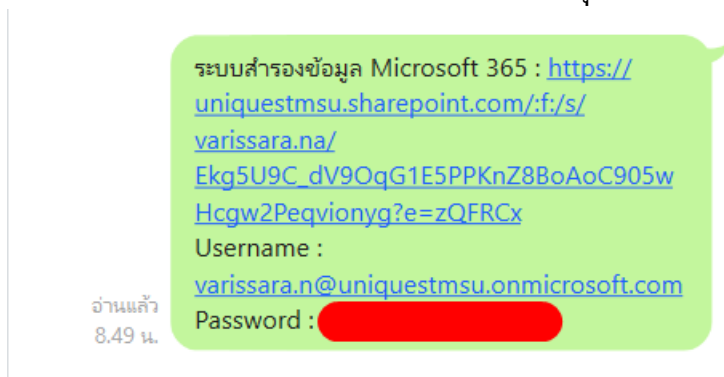 ระบบสำรองข้อมูล Microsoft 365 : https://
uniquestmsu.sharepoint.com/:f:/s/
varissara.na/
Ekg5U9C_dV9OqG1E5PPKnZ8BoAoC905w
Hcgw2Peqvionyg?e=zQFRCx
Username :
varissara.n@uniquestmsu.onmicrosoft.com
Password :
อ่านแล้ว
8.49 น.